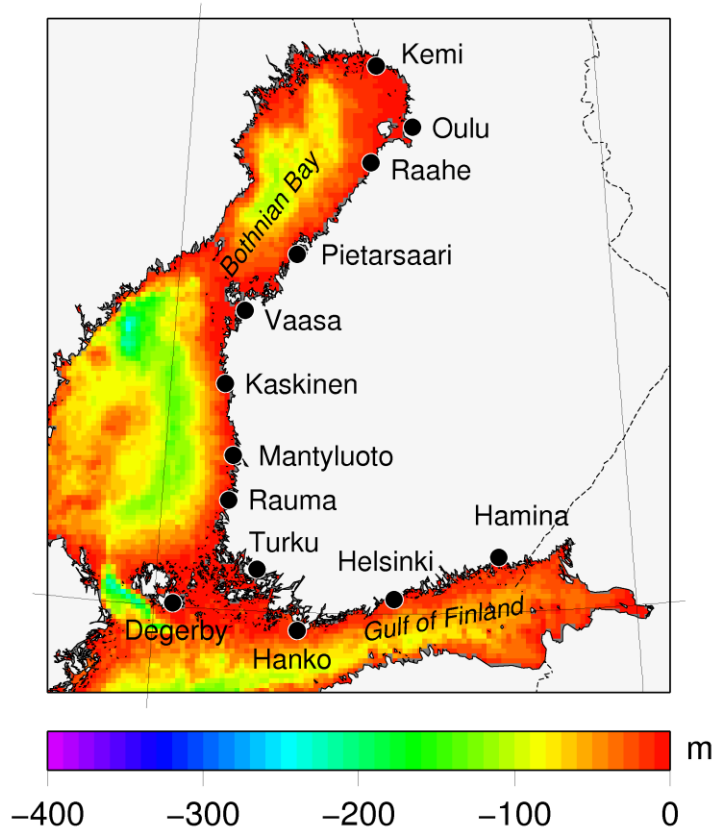 Kemi
Oulu
Raahe
Bothnian Bay
Pietarsaari
Vaasa
Kaskinen
Mantyluoto
Rauma
Hamina
Turku
Helsinki
Gulf of Finland
Degerby
Hanko
m
−400 −300 −200 −100 0